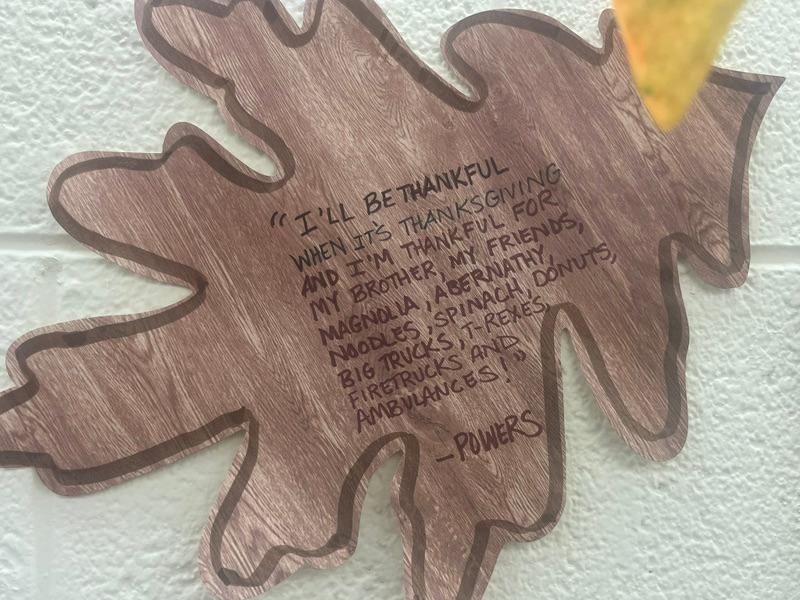 "I'LL BE THANKFUL
WHEN IT'S THANKSGIVING
AND I'M THANKFUL FOR
MY BROTHER, MY FRIENDS,
MAGNOLIA, ABERNATHY,
NOODLES, SPINACH, DONUTS,
BIG TRUCKS, T-REXES,
FIRETRUCKS AND
AMBULANCES!"
-POWERS